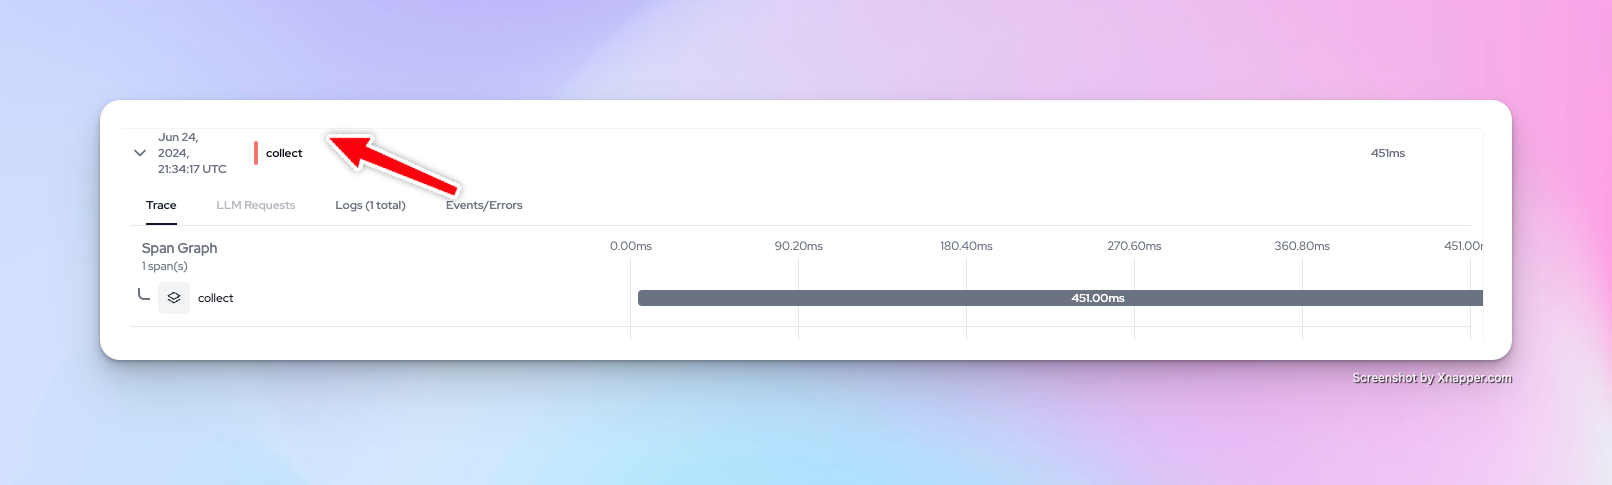 Jun 24,
2024,
21:34:17 UTC
collect
451ms
Trace
LLM Requests
Logs (1 total)
Events/Errors
Span Graph
1 span(s)
0.00ms
90.20ms
180.40ms
270.60ms
360.80ms
451.00
collect
451.00ms
Screenshot by Xnapper.com